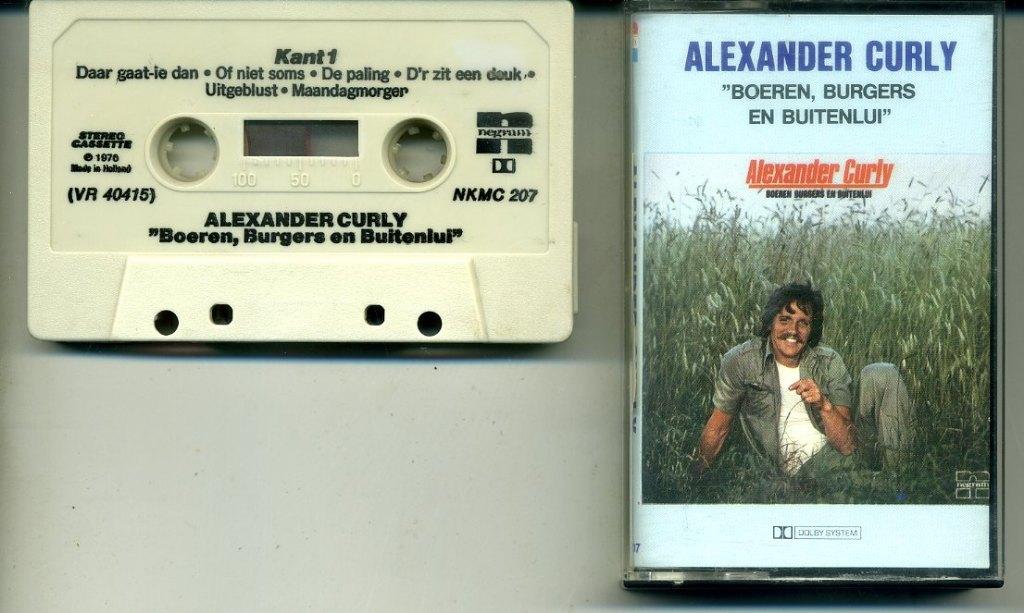 Kant 1
Daar gaat-ie dan • Of niet soms • De paling • D'r zit een deuk •
Uitgeblust • Maandagmorger
STEREO
CASSETTE
℗ 1976
Made in Holland
(VR 40415)
100 50 0
negram
NKMC 207
ALEXANDER CURLY
"Boeren, Burgers en Buitenlui"
ALEXANDER CURLY
"BOEREN, BURGERS
EN BUITENLUI"
Alexander Curly
BOEREN BURGERS EN BUITENLUI
negram
DOLBY SYSTEM